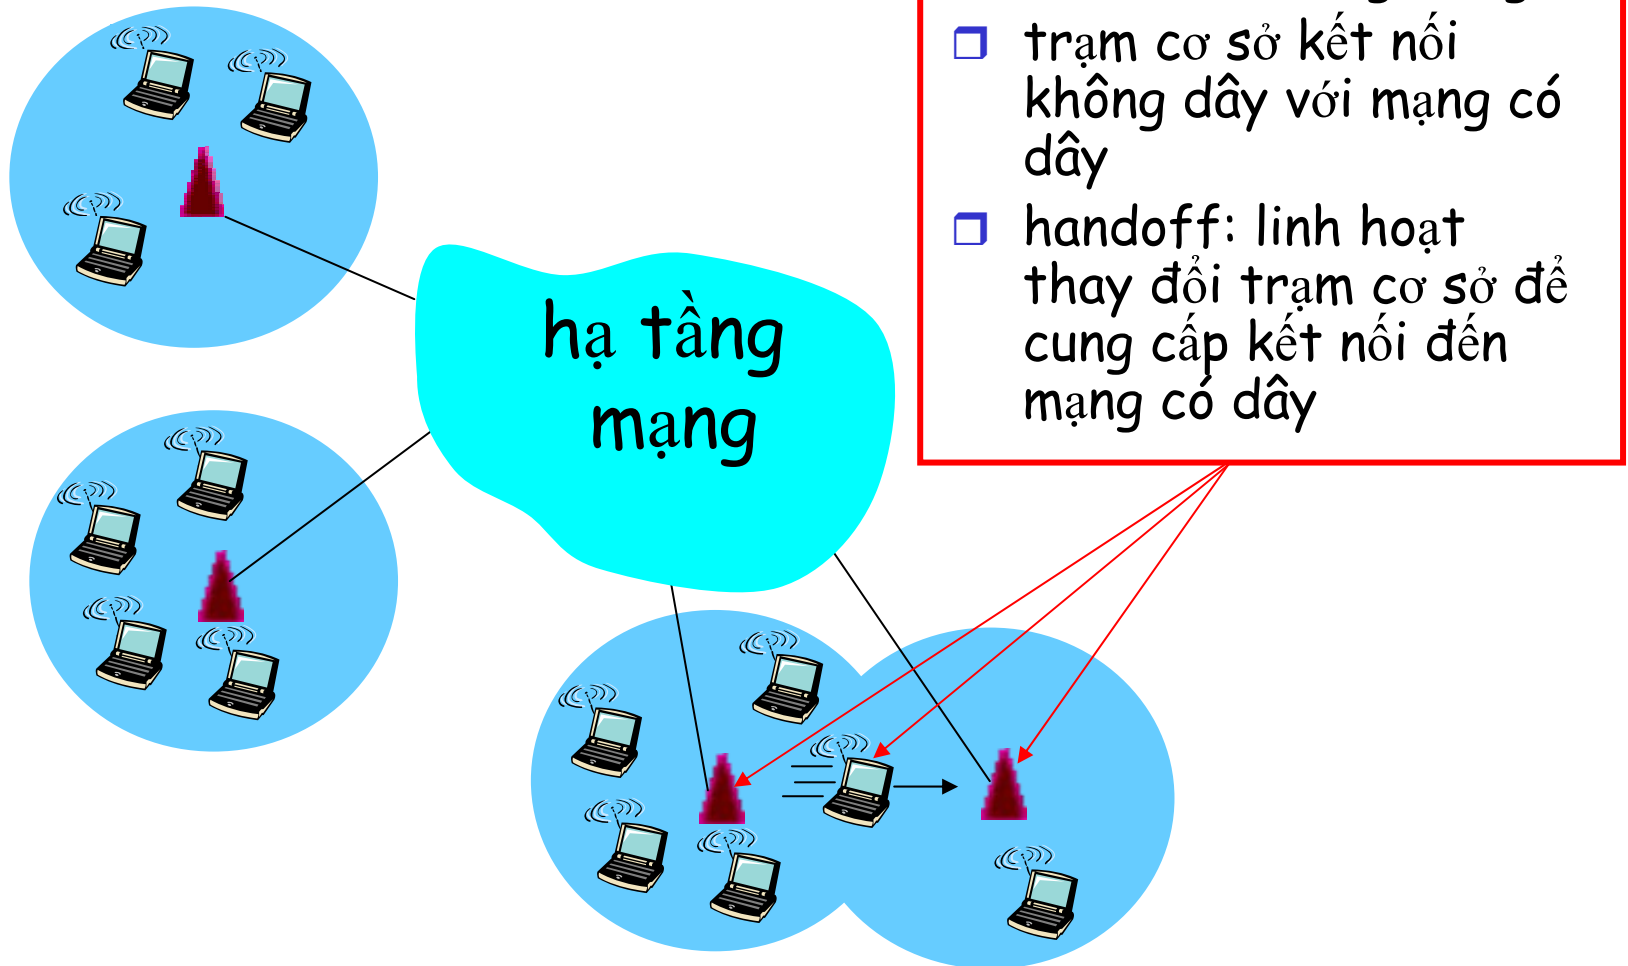 trạm cơ sở kết nối
không dây với mạng có
dây
handoff: linh hoạt
thay đổi trạm cơ sở để
cung cấp kết nối đến
mạng có dây
hạ tầng
mạng